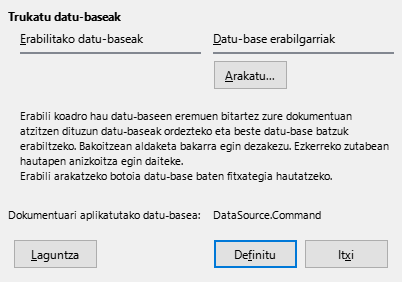 Trukatu datu-baseak
Erabilitako datu-baseak
Datu-base erabilgarriak
Arakatu...
Erabili koadro hau datu-baseen eremuen bitartez zure dokumentuan
atzitzen dituzun datu-baseak ordezteko eta beste datu-base batzuk
erabiltzeko. Bakoitzean aldaketa bakarra egin dezakezu. Ezkerreko zutabean
hautapen anizkoitza egin daiteke.
Erabili arakatzeko botoia datu-base baten fitxategia hautatzeko.
Dokumentuari aplikatutako datu-basea: DataSource.Command
Laguntza
Definitu
Itxi